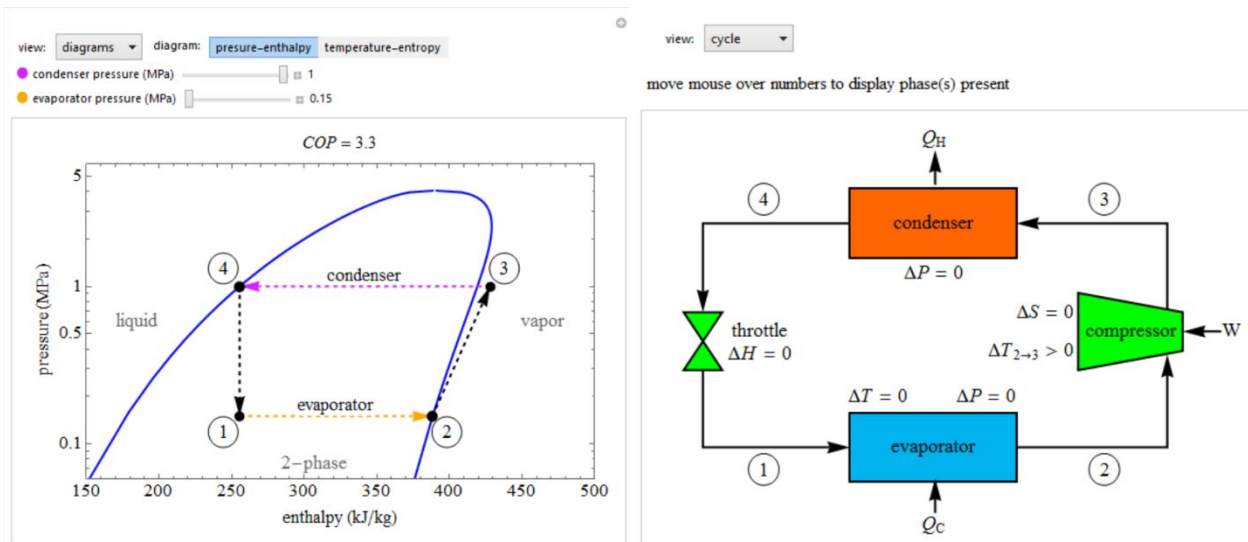 view: diagrams diagram: presure-enthalpy temperature-entropy
condenser pressure (MPa) 1
evaporator pressure (MPa) 0.15
COP = 3.3
5
1
0.5
0.1
pressure (MPa)
4
condenser
3
liquid
vapor
evaporator
1
2
2-phase
150 200 250 300 350 400 450 500
enthalpy (kJ/kg)
view: cycle
move mouse over numbers to display phase(s) present
Q_H
4
condenser
3
ΔP = 0
throttle
ΔH = 0
ΔS = 0
compressor
W
ΔT_2→3 > 0
ΔT = 0 ΔP = 0
evaporator
1
2
Q_C